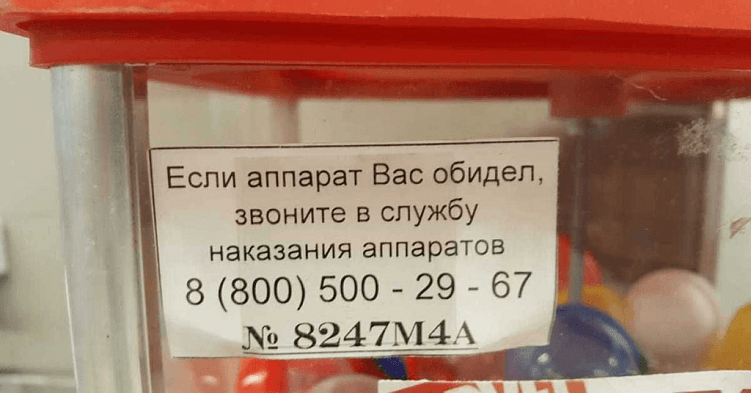 Если аппарат Вас обидел,
звоните в службу
наказания аппаратов
8 (800) 500 - 29 - 67
№ 8247М4А